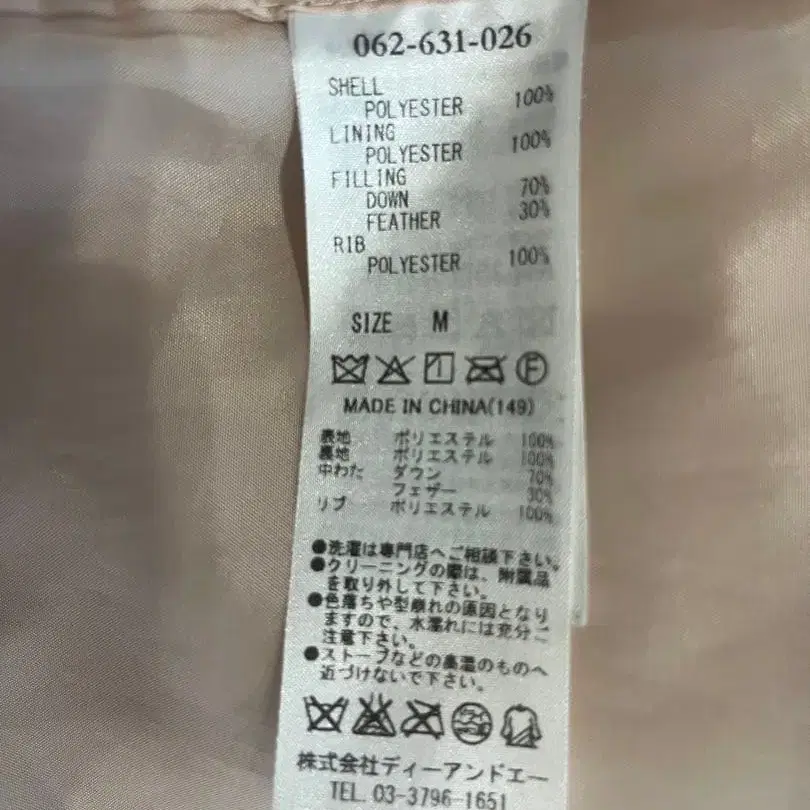 062-631-026
SHELL
POLYESTER 100%
LINING
POLYESTER 100%
FILLING
DOWN 70%
FEATHER 30%
RIB
POLYESTER 100%
SIZE M
F
MADE IN CHINA(149)
表地 ポリエステル 100%
裏地 ポリエステル 100%
中わた ダウン 70%
フェザー 30%
リブ ポリエステル 100%
●洗濯は専門店へご相談下さい。
●クリーニングの際は、附属品
を取り外して下さい。
●色落ちや型崩れの原因となり
ますので、水濡れには充分ご
注意下さい。
●ストーブなどの高温のものへ
近づけないで下さい。
株式会社ディーアンドエー
TEL. 03-3796-1651